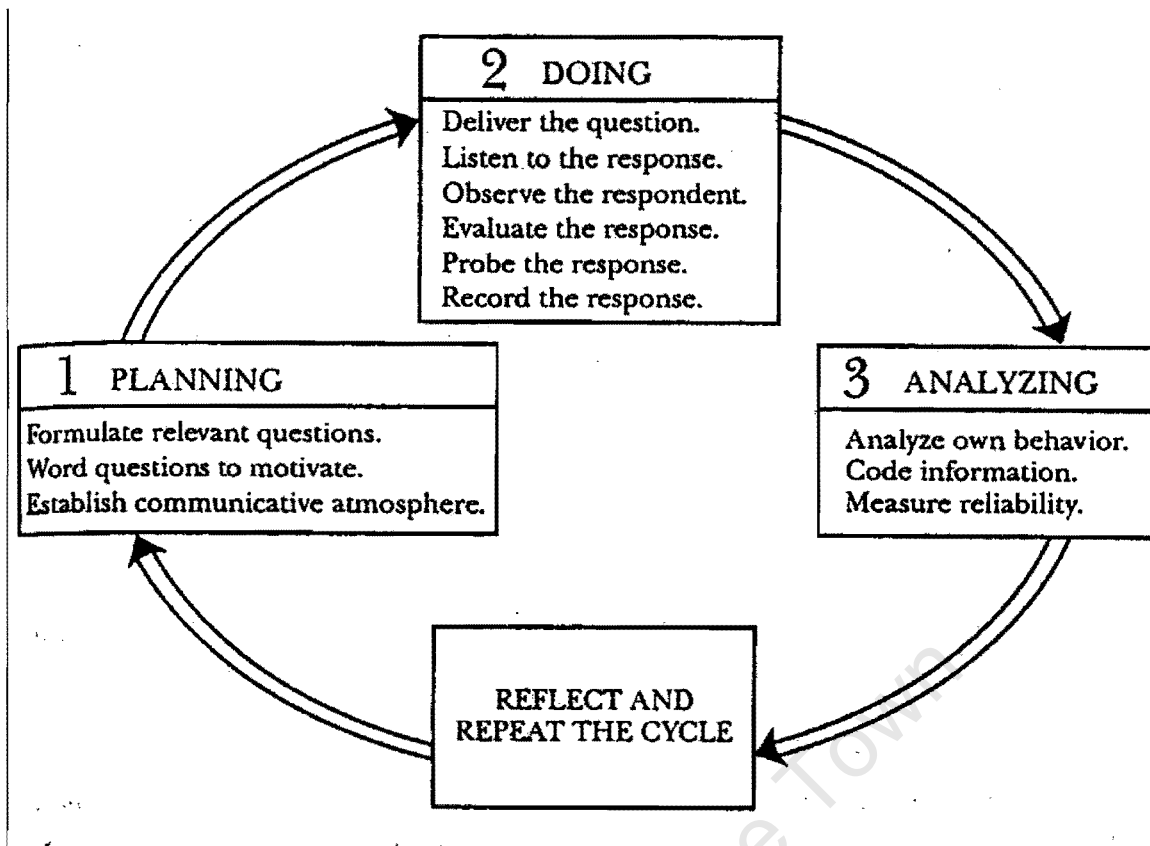 1 PLANNING
Formulate relevant questions.
Word questions to motivate.
Establish communicative atmosphere.
2 DOING
Deliver the question.
Listen to the response.
Observe the respondent.
Evaluate the response.
Probe the response.
Record the response.
3 ANALYZING
Analyze own behavior.
Code information.
Measure reliability.
REFLECT AND
REPEAT THE CYCLE
e Town